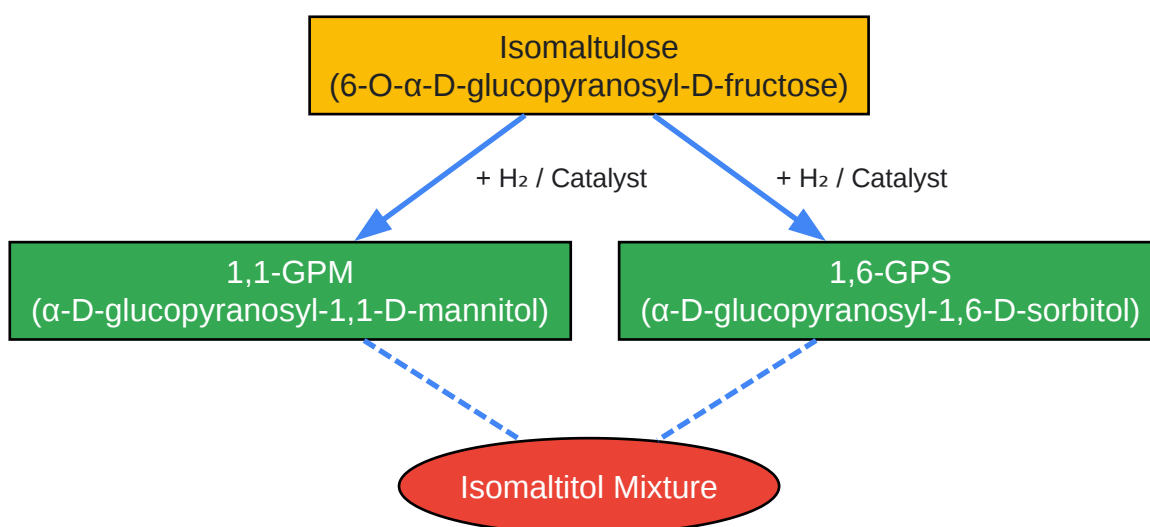 Isomaltulose
(6-O-α-D-glucopyranosyl-D-fructose)
+ H₂ / Catalyst
+ H₂ / Catalyst
1,1-GPM
(α-D-glucopyranosyl-1,1-D-mannitol)
1,6-GPS
(α-D-glucopyranosyl-1,6-D-sorbitol)
Isomaltitol Mixture